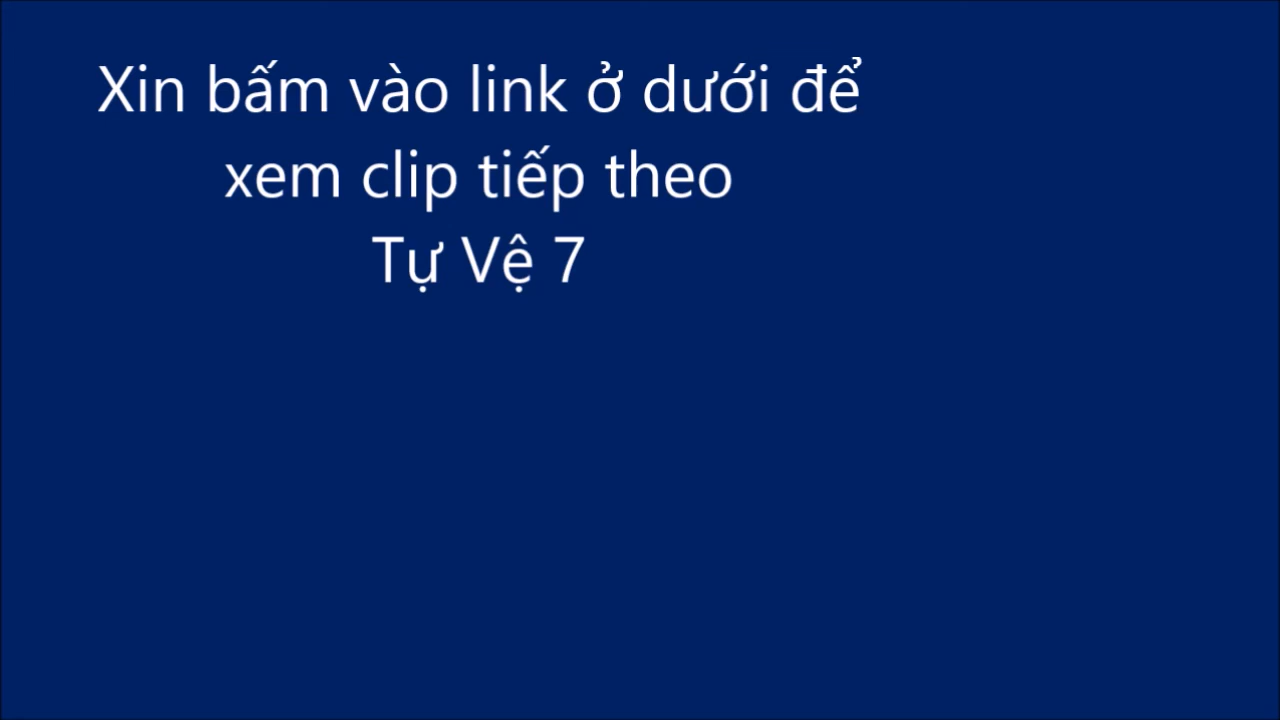 Xin bấm vào link ở dưới để
xem clip tiếp theo
Tự Vệ 7